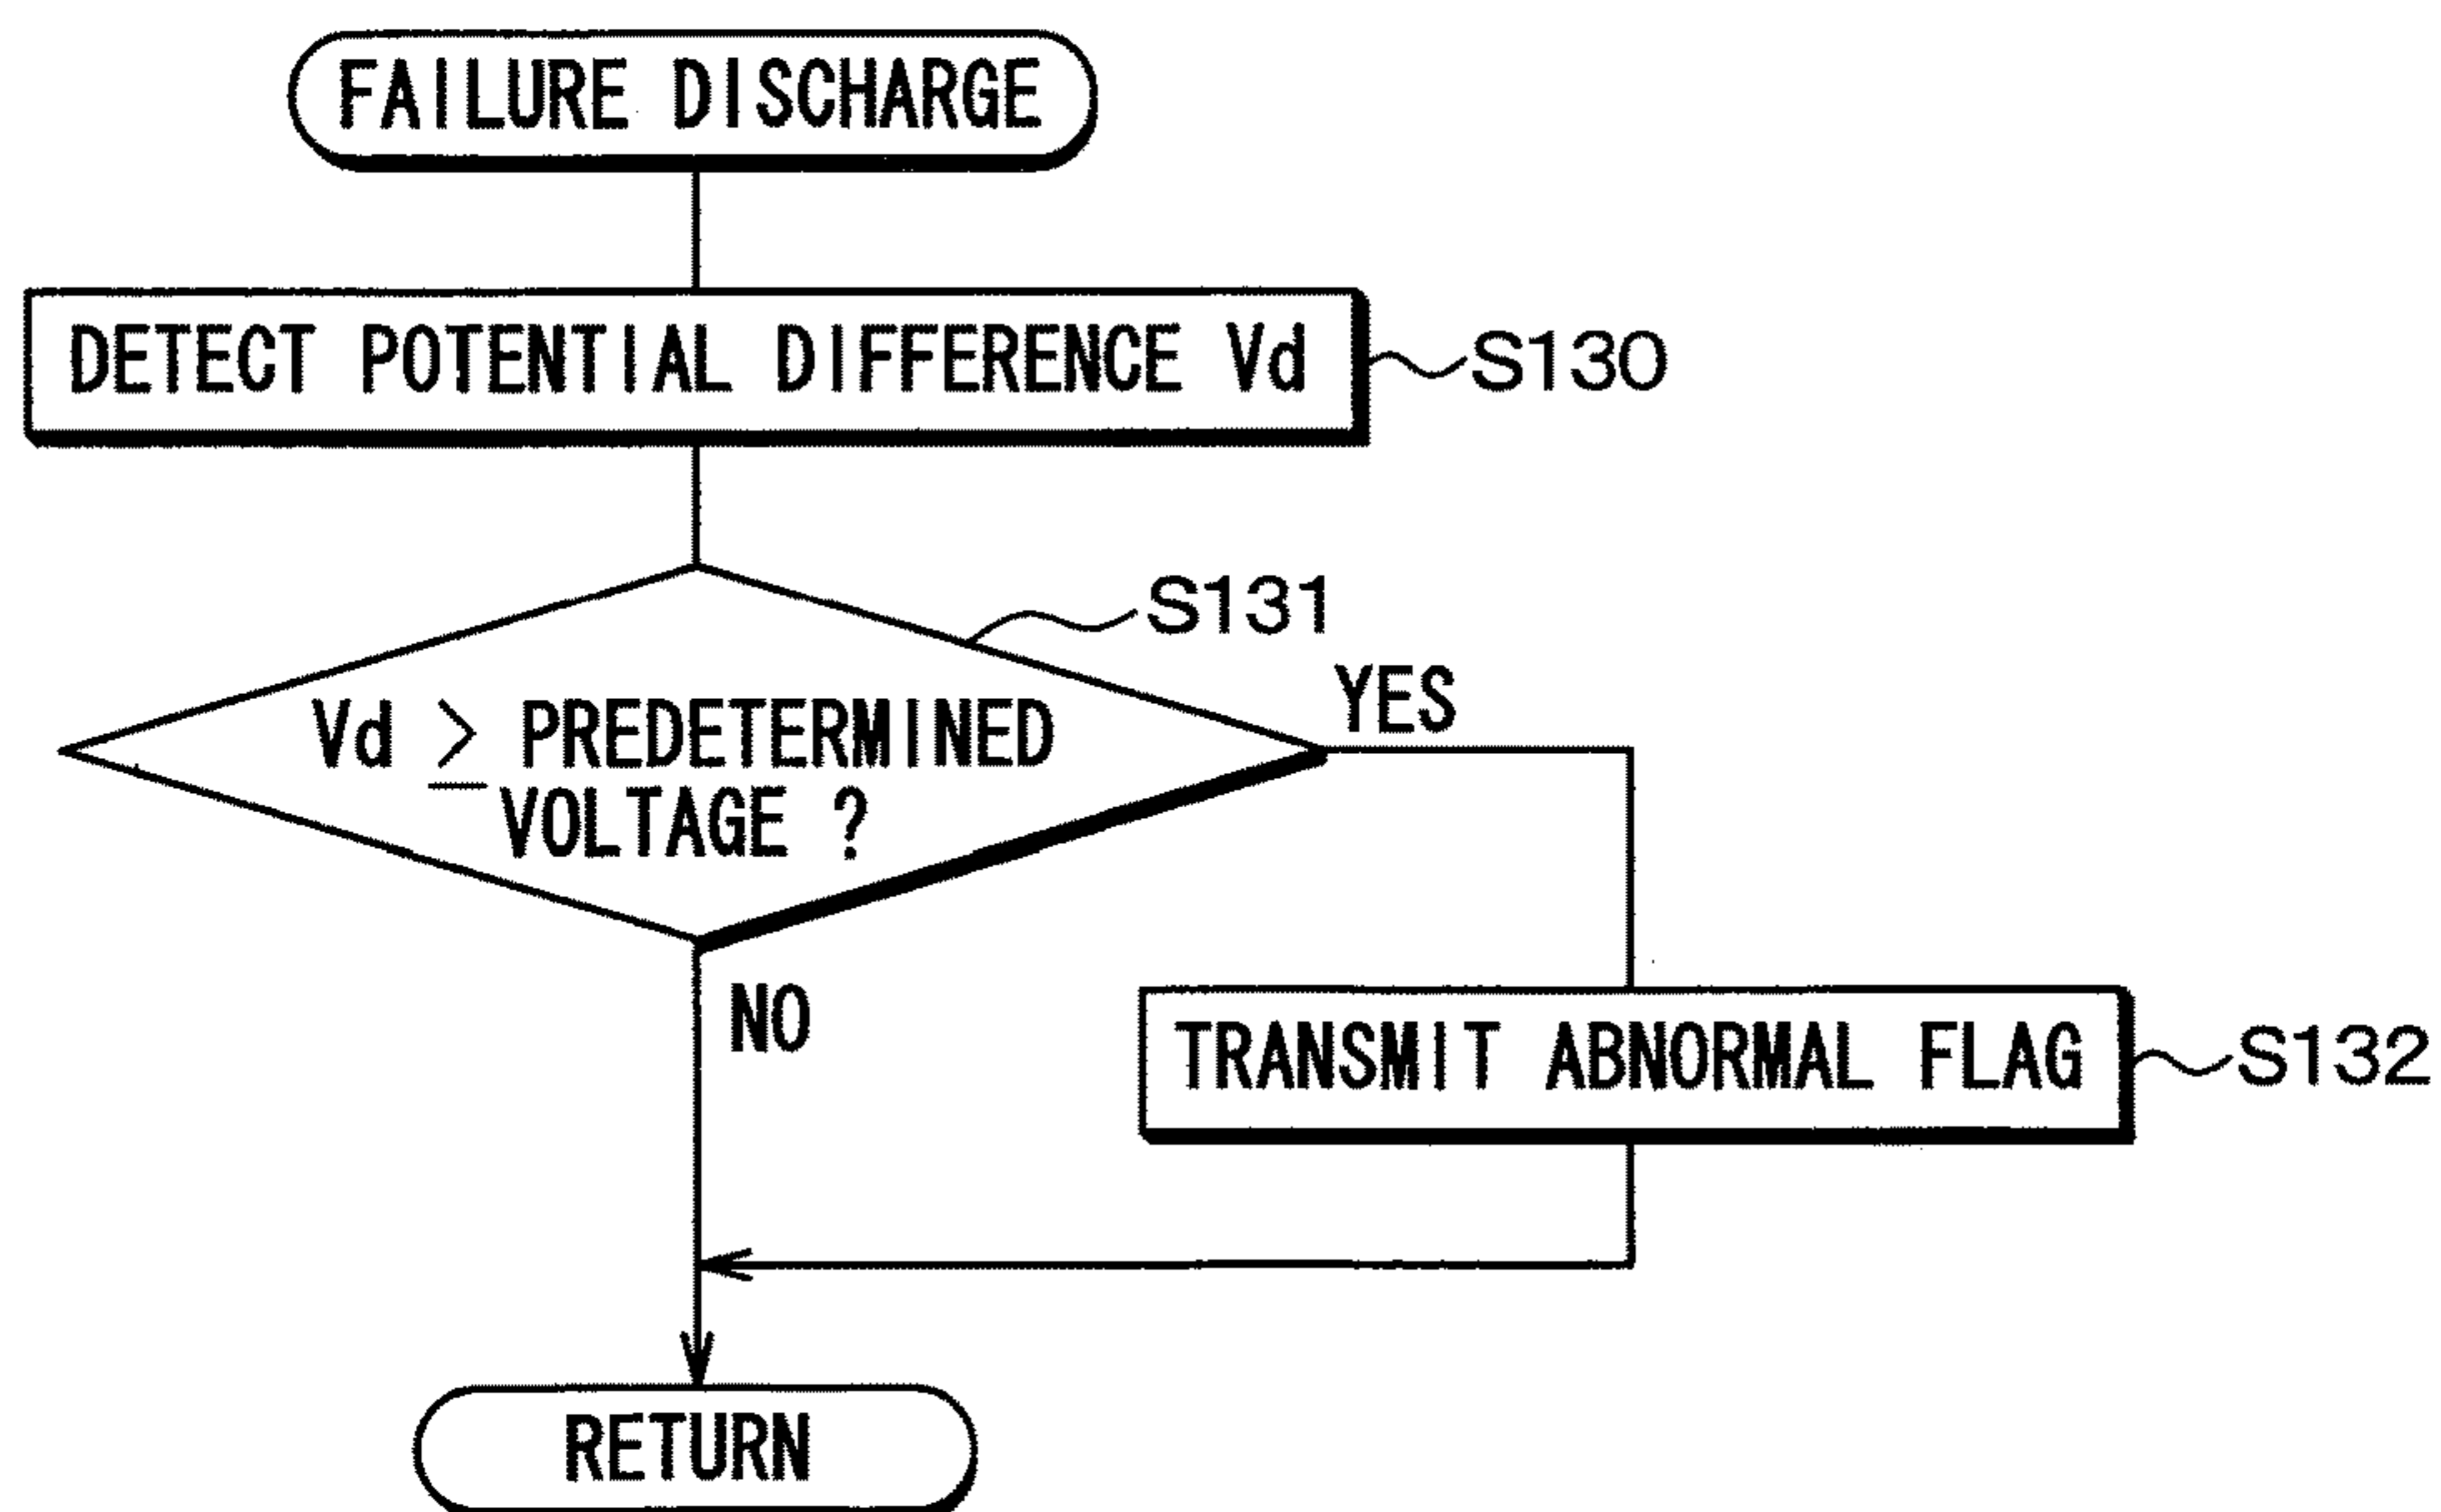 FAILURE DISCHARGE
DETECT POTENTIAL DIFFERENCE Vd
S130
S131
Vd ≥ PREDETERMINED
VOLTAGE ?
YES
NO
TRANSMIT ABNORMAL FLAG
S132
RETURN